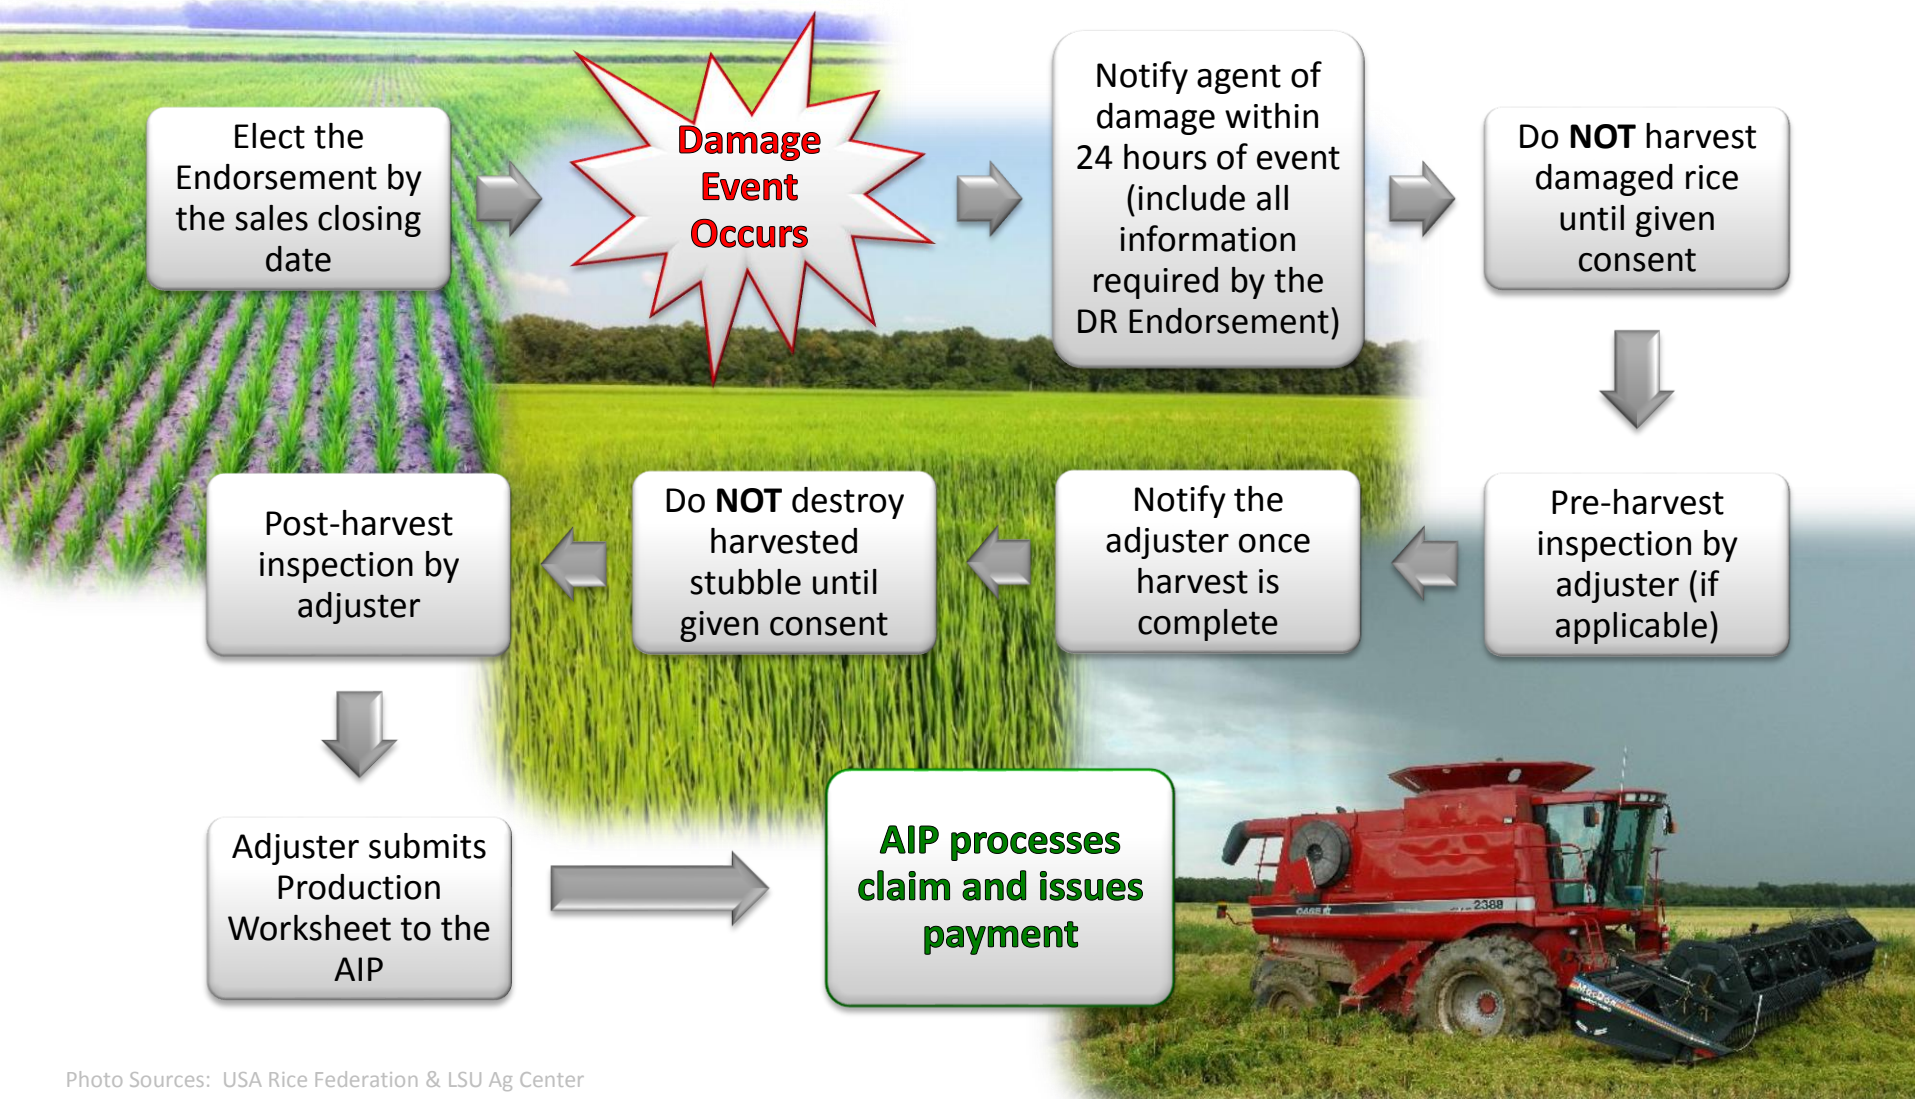 Elect the
Endorsement by
the sales closing
date
Damage
Event
Occurs
Notify agent of
damage within
24 hours of event
(include all
information
required by the
DR Endorsement)
Do NOT harvest
damaged rice
until given
consent
Pre-harvest
inspection by
adjuster (if
applicable)
Notify the
adjuster once
harvest is
complete
Do NOT destroy
harvested
stubble until
given consent
Post-harvest
inspection by
adjuster
Adjuster submits
Production
Worksheet to the
AIP
AIP processes
claim and issues
payment
CASE IH
2388
MacDon
Photo Sources: USA Rice Federation & LSU Ag Center